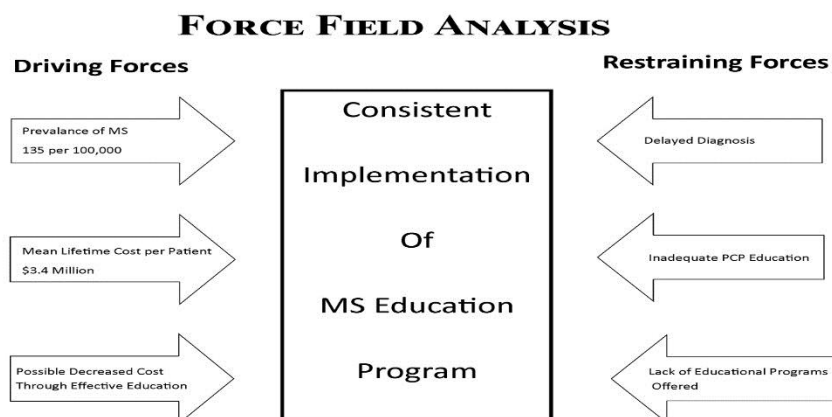 FORCE FIELD ANALYSIS
Driving Forces
Restraining Forces
Prevalance of MS
135 per 100,000
Mean Lifetime Cost per Patient
$3.4 Million
Possible Decreased Cost
Through Effective Education
Consistent
Implementation
Of
MS Education
Program
Delayed Diagnosis
Inadequate PCP Education
Lack of Educational Programs
Offered